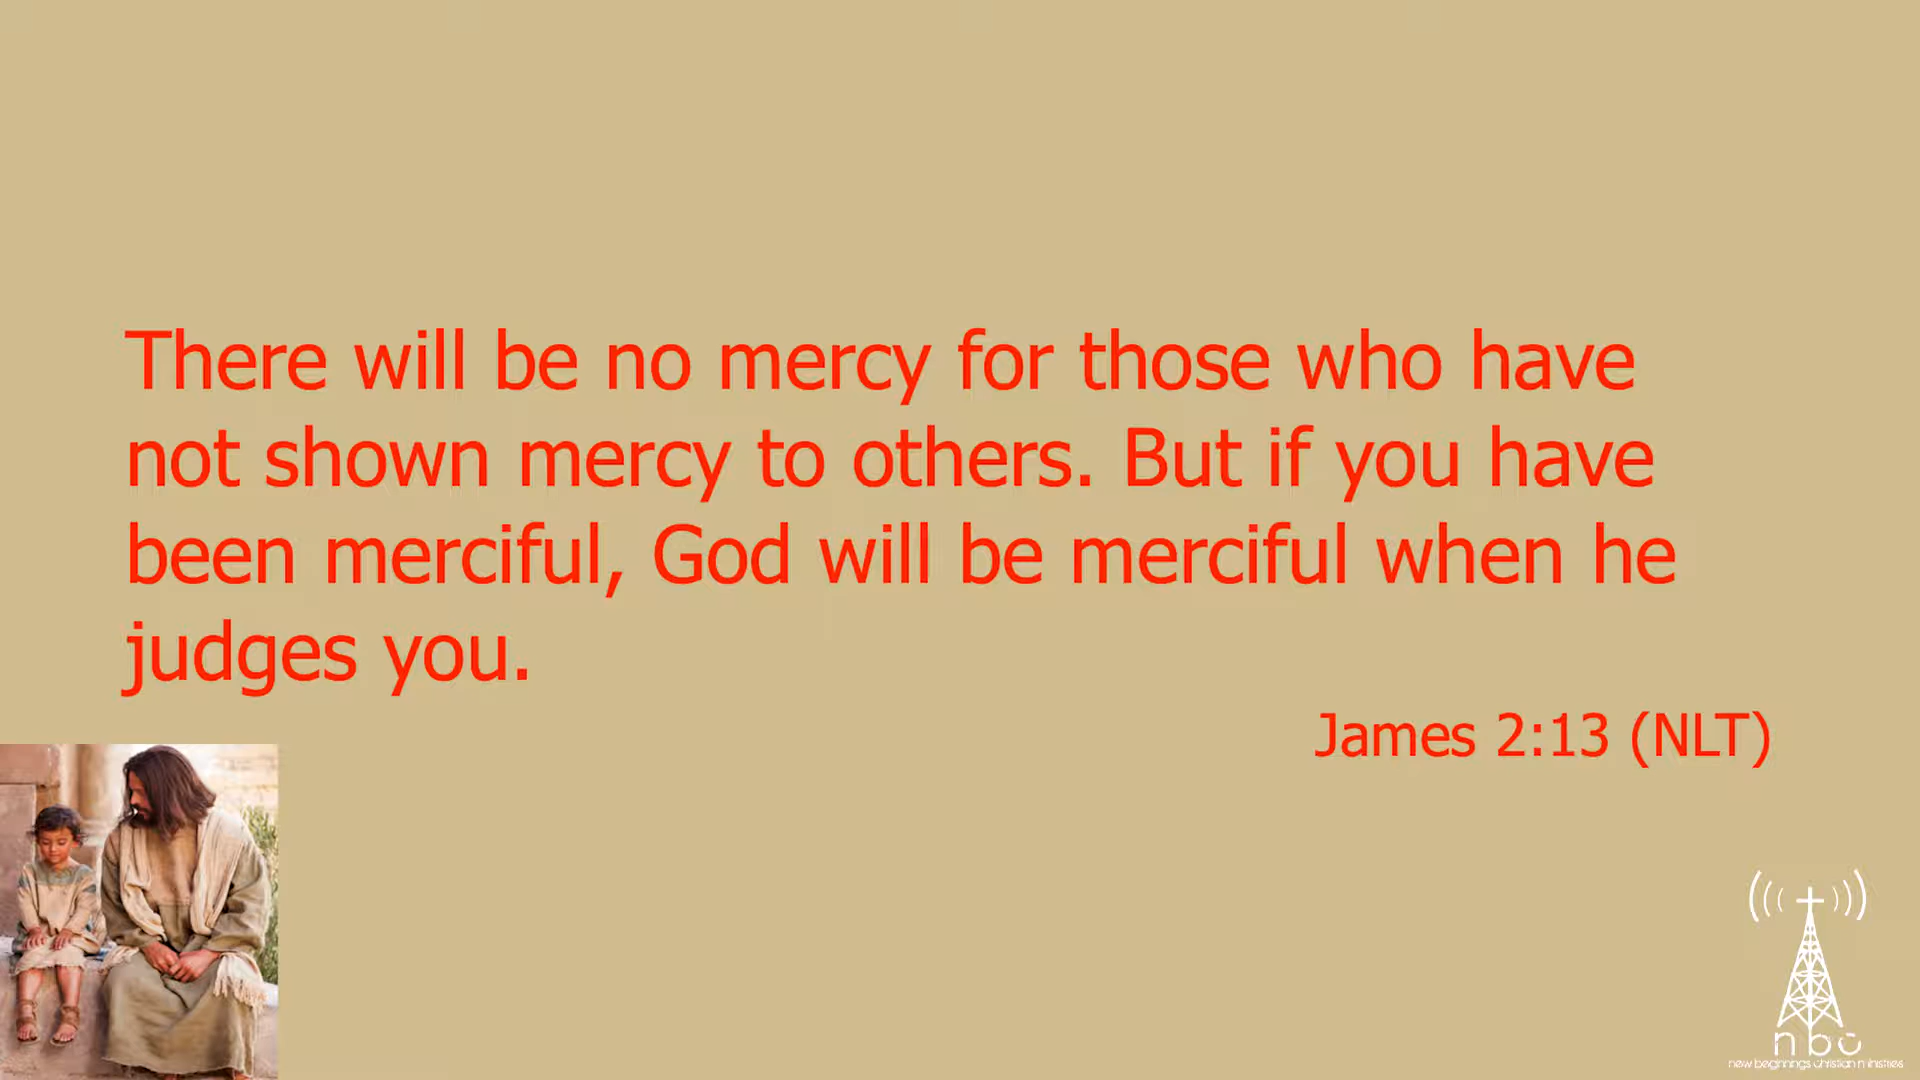 There will be no mercy for those who have
not shown mercy to others. But if you have
been merciful, God will be merciful when he
judges you.
James 2:13 (NLT)
nbc
new beginnings christian ministries